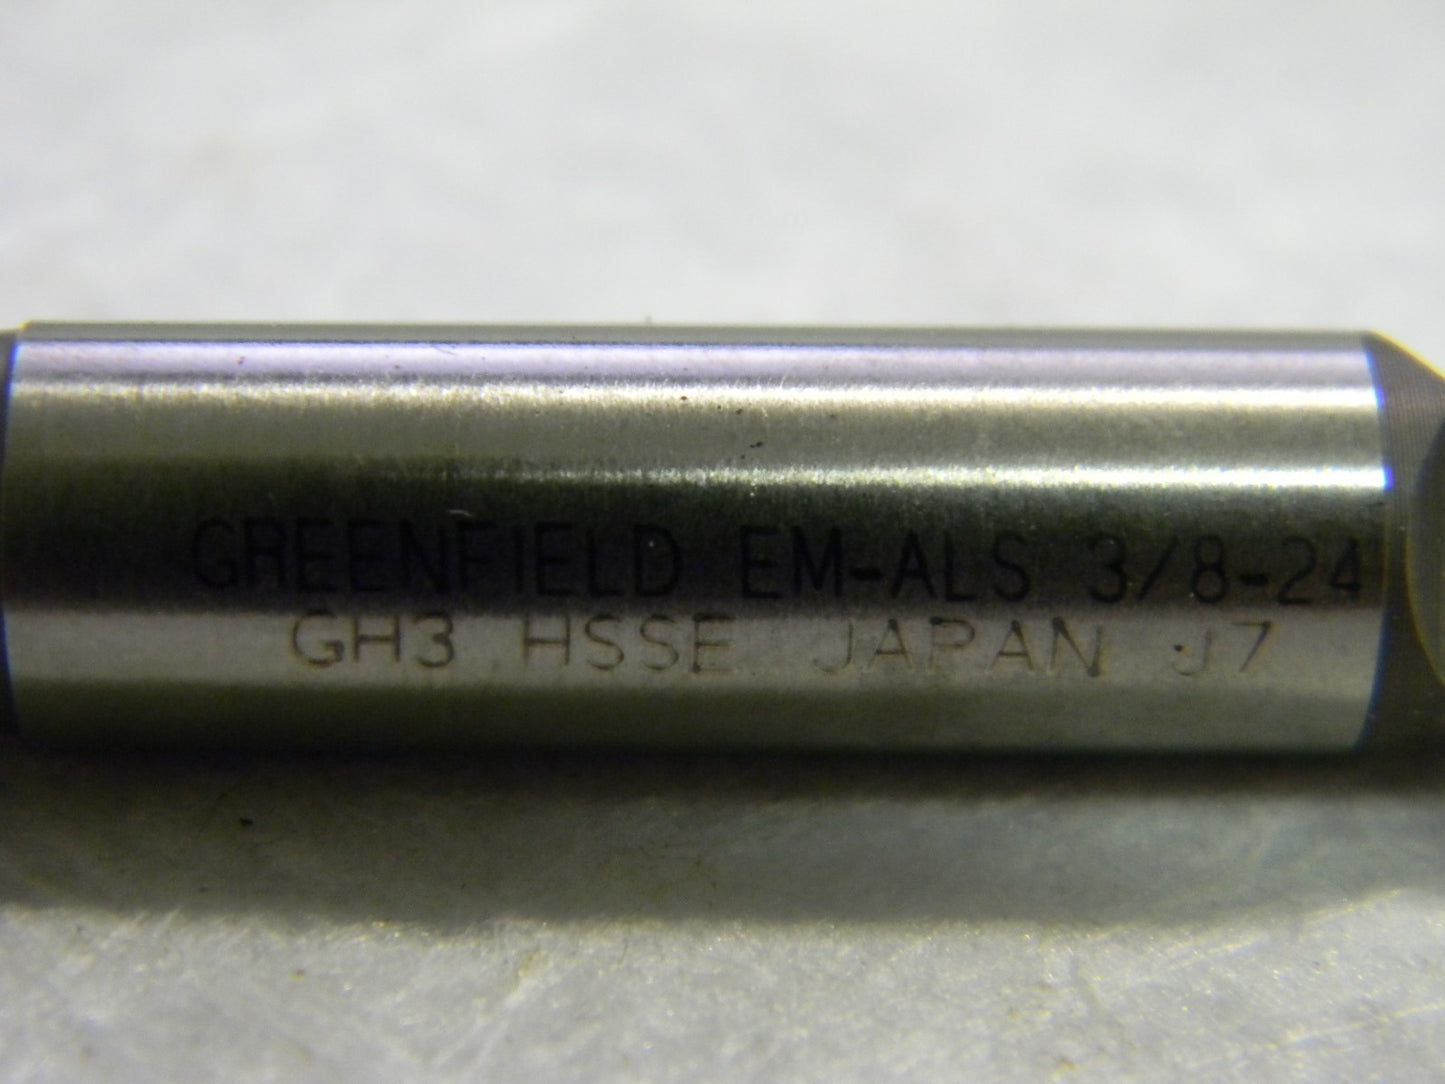 GREENFIELD EM-ALS 3/8-24
GH3 HSSE JAPAN J7